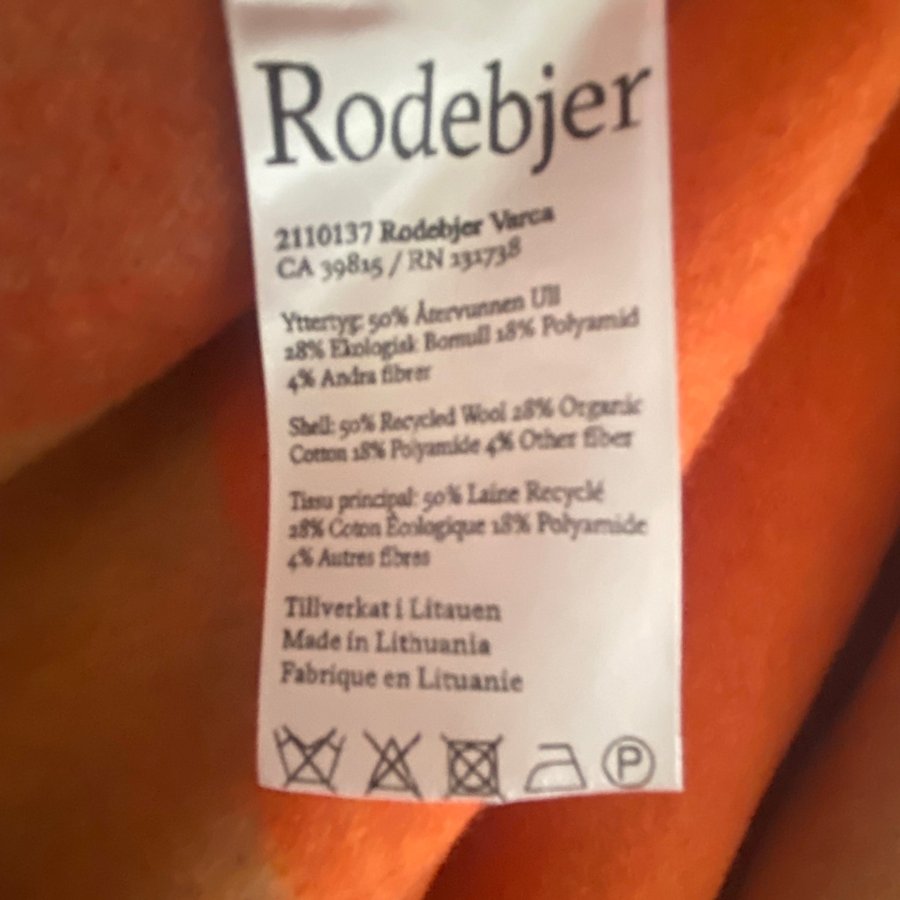 Rodebjer
2110137 Rodebjer Varca
CA 39815 / RN 131738
Yttertyg: 50% Återvunnen Ull
28% Ekologisk Bomull 18% Polyamid
4% Andra fibrer
Shell: 50% Recycled Wool 28% Organic
Cotton 18% Polyamide 4% Other fiber
Tissu principal: 50% Laine Recyclé
28% Coton Écologique 18% Polyamide
4% Autres fibres
Tillverkat i Litauen
Made in Lithuania
Fabrique en Lituanie
P